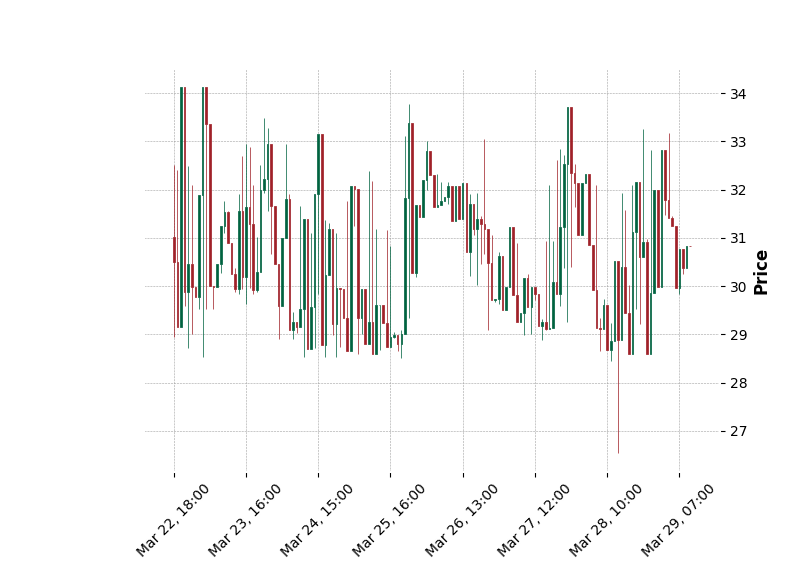 34
33
32
31
30
29
28
27
Price
Mar 22, 18:00
Mar 23, 16:00
Mar 24, 15:00
Mar 25, 16:00
Mar 26, 13:00
Mar 27, 12:00
Mar 28, 10:00
Mar 29, 07:00